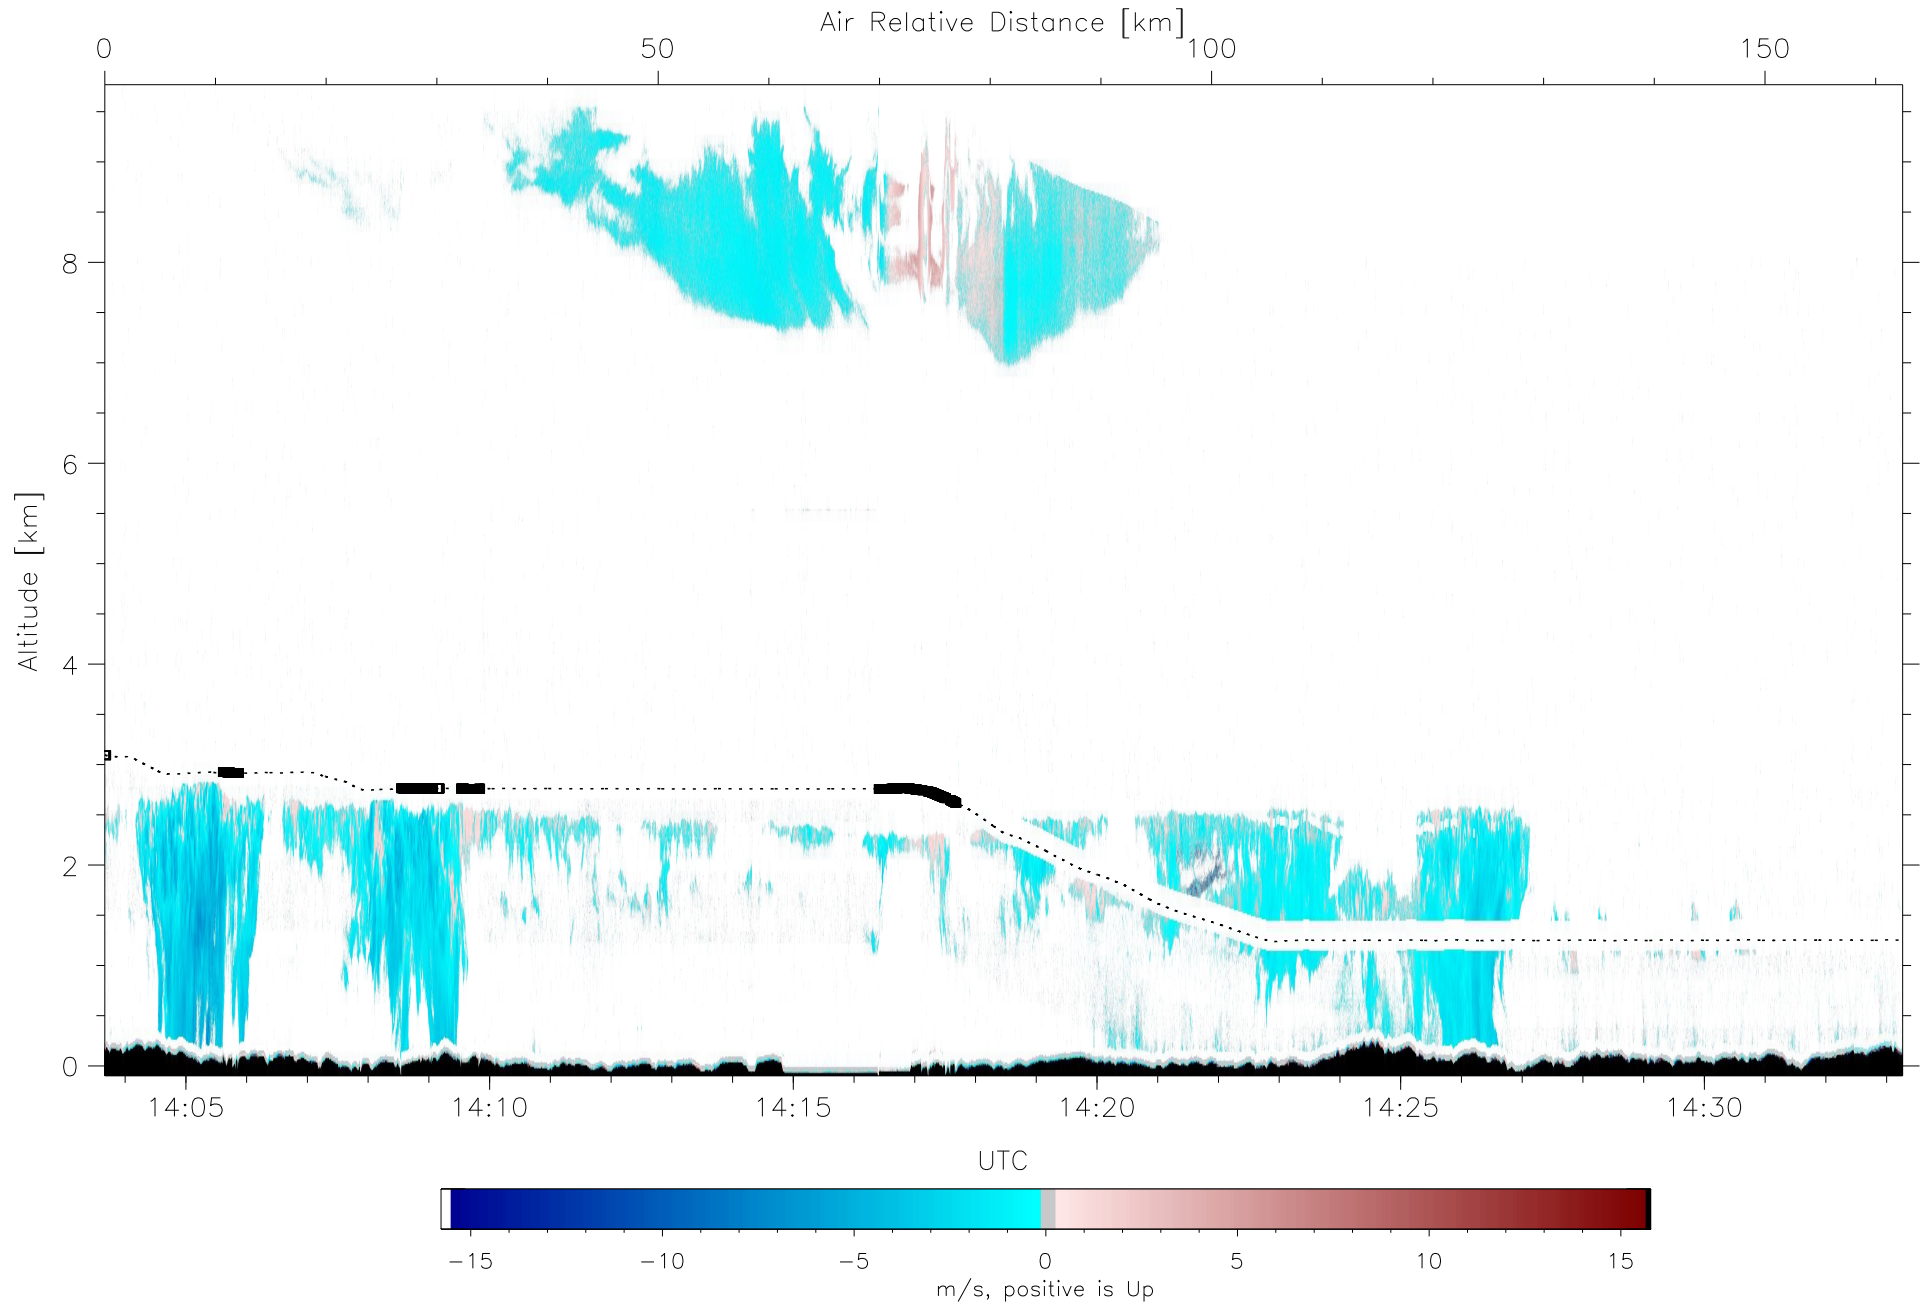 Air Relative Distance [km]
0 50 100 150
8
6
4
2
0
Altitude [km]
14:05 14:10 14:15 14:20 14:25 14:30
UTC
-15 -10 -5 0 5 10 15
m/s, positive is Up